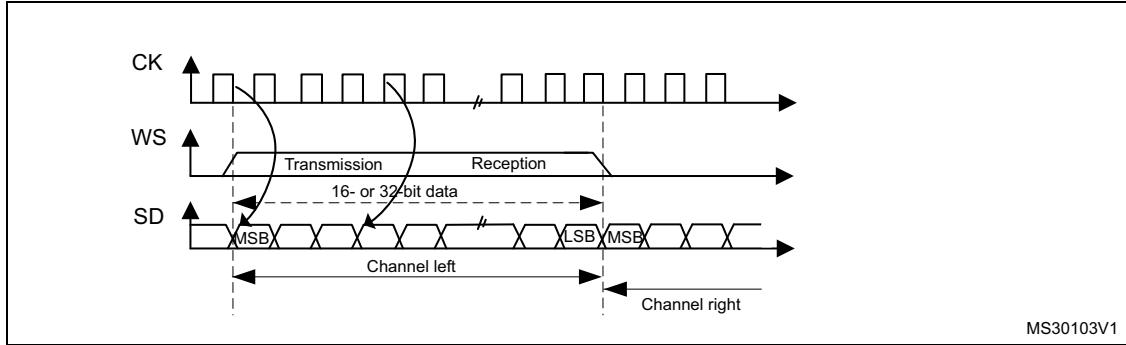 CK
WS
Transmission Reception
16- or 32-bit data
SD
MSB LSB MSB
Channel left
Channel right
MS30103V1